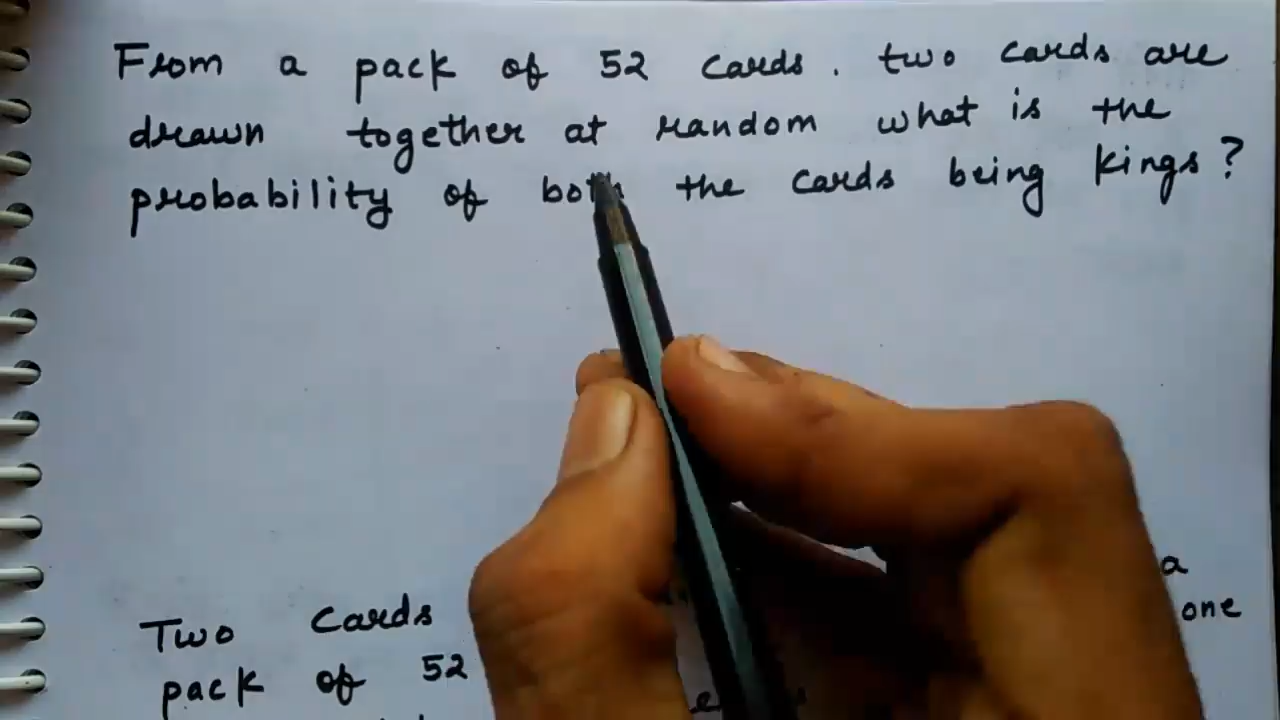 From a pack of 52 cards. two cards are
drawn together at random what is the
probability of both the cards being kings?
a
Two Cards
one
pack of 52